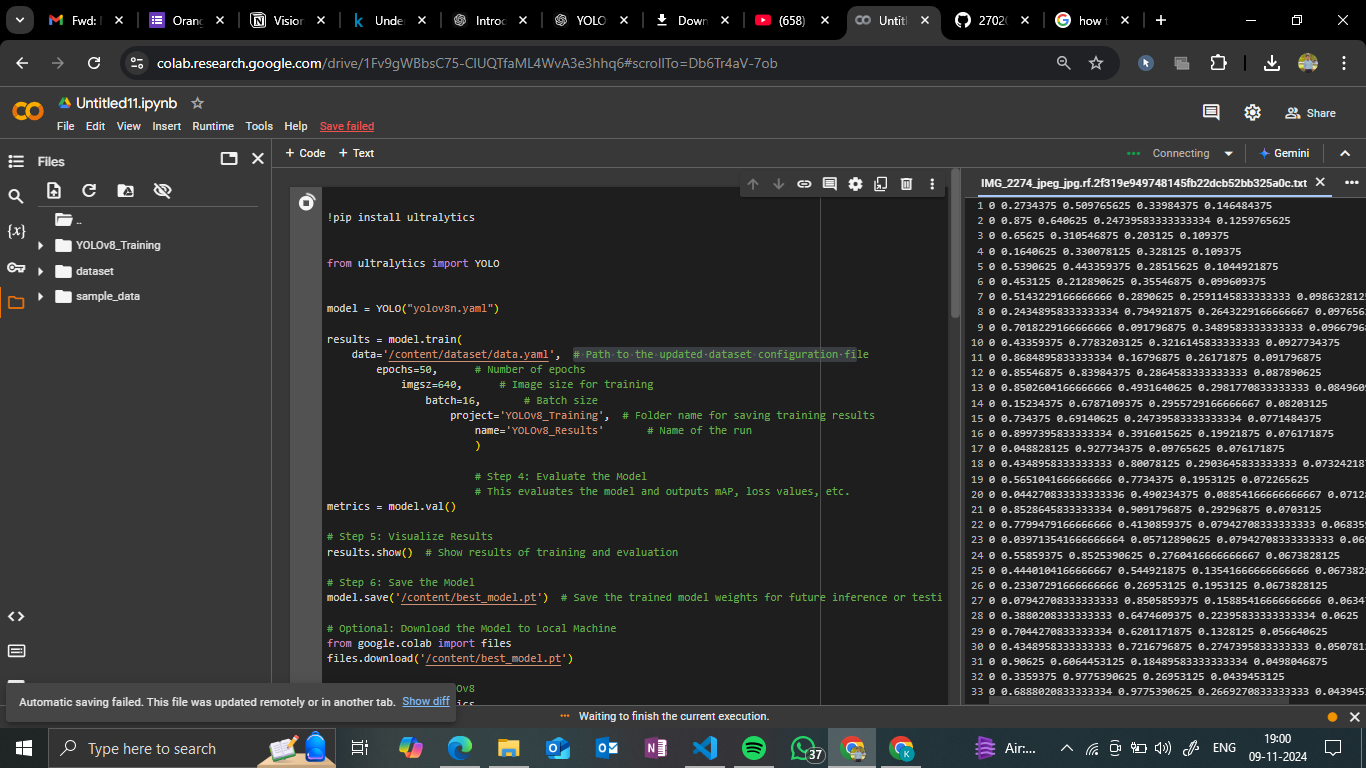 Fwd:
Orang
Vision
Unde
Introc
YOLO
Down
(658)
Untitl
2702
how t
colab.research.google.com/drive/1Fv9gWBbsC75-ClUQTfaML4WvA3e3hhq6#scrollTo=Db6Tr4aV-7ob
Untitled11.ipynb
File Edit View Insert Runtime Tools Help Save failed
Share
Files
+ Code + Text
Connecting
Gemini
..
YOLOv8_Training
dataset
sample_data
!pip install ultralytics
from ultralytics import YOLO
model = YOLO("yolov8n.yaml")
results = model.train(
data='/content/dataset/data.yaml', # Path to the updated dataset configuration file
epochs=50, # Number of epochs
imgsz=640, # Image size for training
batch=16, # Batch size
project='YOLOv8_Training', # Folder name for saving training results
name='YOLOv8_Results' # Name of the run
)
# Step 4: Evaluate the Model
# This evaluates the model and outputs mAP, loss values, etc.
metrics = model.val()
# Step 5: Visualize Results
results.show() # Show results of training and evaluation
# Step 6: Save the Model
model.save('/content/best_model.pt') # Save the trained model weights for future inference or testi
# Optional: Download the Model to Local Machine
from google.colab import files
files.download('/content/best_model.pt')
ov8
ics
IMG_2274_jpeg_jpg.rf.2f319e949748145fb22dcb52bb325a0c.txt
1 0 0.2734375 0.509765625 0.33984375 0.146484375
2 0 0.875 0.640625 0.24739583333333334 0.1259765625
3 0 0.65625 0.310546875 0.203125 0.109375
4 0 0.1640625 0.330078125 0.328125 0.109375
5 0 0.5390625 0.443359375 0.28515625 0.1044921875
6 0 0.453125 0.212890625 0.35546875 0.099609375
7 0 0.5143229166666666 0.2890625 0.2591145833333333 0.098632812
8 0 0.24348958333333334 0.794921875 0.2643229166666667 0.09765
9 0 0.7018229166666666 0.091796875 0.3489583333333333 0.0966796
10 0 0.43359375 0.7783203125 0.3216145833333333 0.0927734375
11 0 0.8684895833333334 0.16796875 0.26171875 0.091796875
12 0 0.85546875 0.83984375 0.2864583333333333 0.087890625
13 0 0.8502604166666666 0.4931640625 0.2981770833333333 0.08496
14 0 0.15234375 0.6787109375 0.2955729166666667 0.08203125
15 0 0.734375 0.69140625 0.24739583333333334 0.0771484375
16 0 0.8997395833333334 0.3916015625 0.19921875 0.076171875
17 0 0.048828125 0.927734375 0.09765625 0.076171875
18 0 0.4348958333333333 0.80078125 0.2903645833333333 0.07324218
19 0 0.5651041666666666 0.7734375 0.1953125 0.072265625
20 0 0.044270833333333336 0.490234375 0.08854166666666667 0.0712
21 0 0.8528645833333334 0.9091796875 0.29296875 0.0703125
22 0 0.7799479166666666 0.4130859375 0.07942708333333333 0.0683
23 0 0.039713541666666664 0.05712890625 0.07942708333333333 0.06
24 0 0.55859375 0.8525390625 0.2760416666666667 0.0673828125
25 0 0.4440104166666667 0.544921875 0.13541666666666666 0.067382
26 0 0.23307291666666666 0.26953125 0.1953125 0.0673828125
27 0 0.07942708333333333 0.8505859375 0.15885416666666666 0.0634
28 0 0.3880208333333333 0.6474609375 0.22395833333333334 0.0625
29 0 0.7044270833333334 0.6201171875 0.1328125 0.056640625
30 0 0.4348958333333333 0.7216796875 0.2747395833333333 0.05078
31 0 0.90625 0.6064453125 0.18489583333333334 0.0498046875
32 0 0.3359375 0.9775390625 0.26953125 0.0439453125
33 0 0.6888020833333334 0.9775390625 0.2669270833333333 0.04394
Automatic saving failed. This file was updated remotely or in another tab. Show diff
Waiting to finish the current execution.
Type here to search
37
Air...
ENG
19:00
09-11-2024